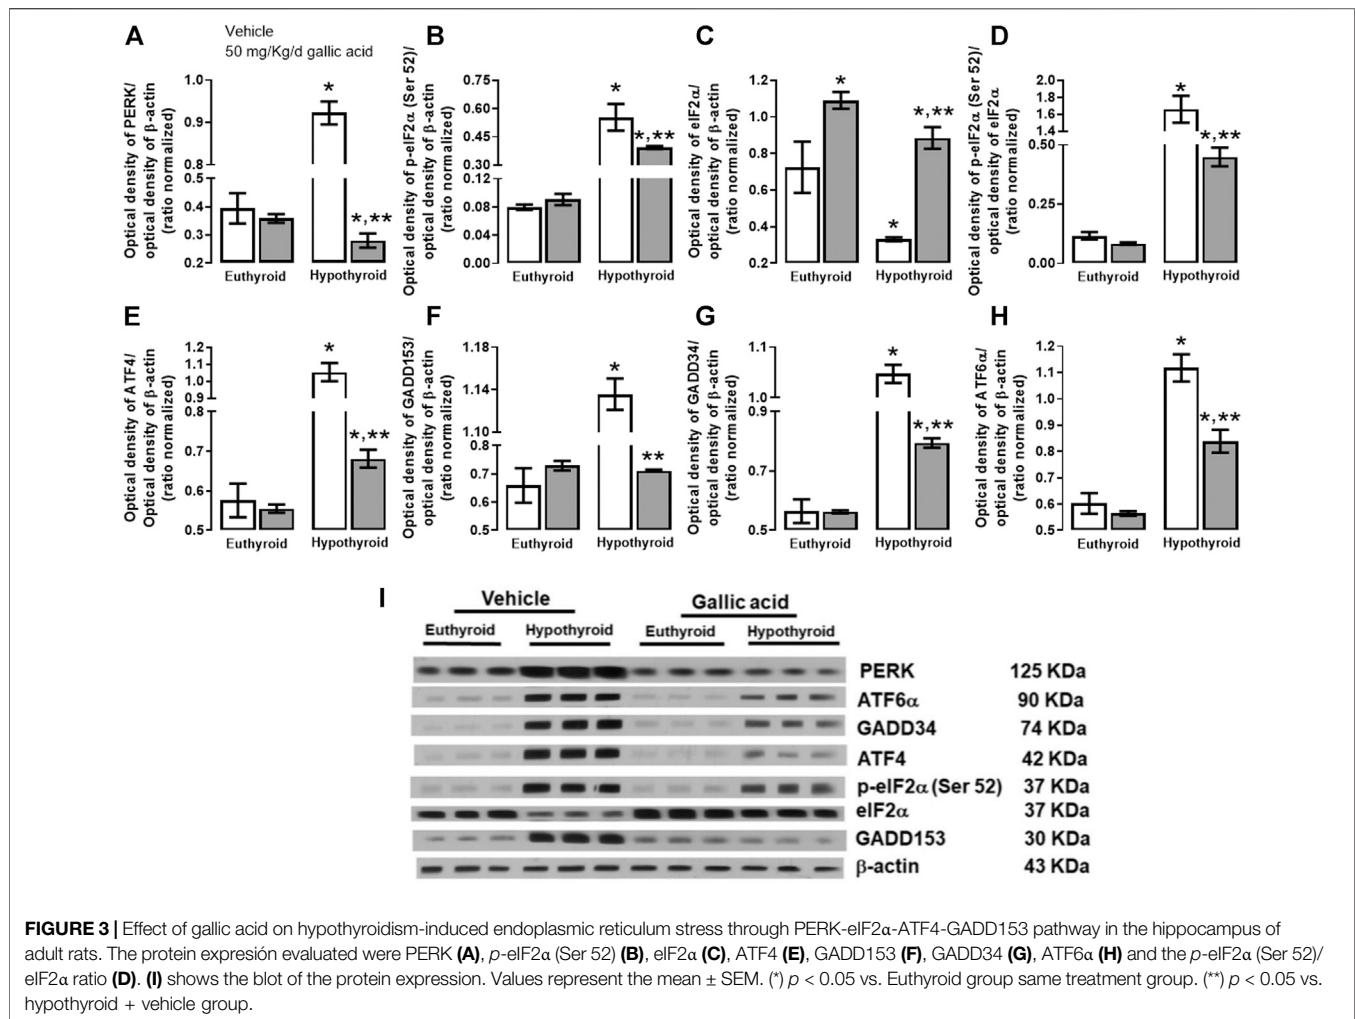 A
Vehicle
50 mg/Kg/d gallic acid
Optical density of PERK/
optical density of β-actin
(ratio normalized)
1.0
0.9
0.8
0.5
0.4
0.3
0.2
*
*,**
Euthyroid
Hypothyroid
B
Optical density of p-eIF2α (Ser 52)/
optical density of β-actin
(ratio normalized)
0.75
0.60
0.45
0.30
0.12
0.08
0.04
0.00
*
*,**
Euthyroid
Hypothyroid
C
Optical density of eIF2α/
optical density of β-actin
(ratio normalized)
1.2
1.0
0.8
0.6
0.4
0.2
*
*
*,**
Euthyroid
Hypothyroid
D
Optical density of p-eIF2α (Ser 52)/
optical density of eIF2α
(ratio normalized)
2.0
1.8
1.6
1.4
0.50
0.25
0.00
*
*,**
Euthyroid
Hypothyroid
E
Optical density of ATF4/
Optical density of β-actin
(ratio normalized)
1.2
1.1
1.0
0.9
0.8
0.7
0.6
0.5
*
*,**
Euthyroid
Hypothyroid
F
Optical density of GADD153/
optical density of β-actin
(ratio normalized)
1.18
1.14
1.10
0.8
0.7
0.6
0.5
*
**
Euthyroid
Hypothyroid
G
Optical density of GADD34/
optical density of β-actin
(ratio normalized)
1.1
1.0
0.9
0.7
0.5
*
*,**
Euthyroid
Hypothyroid
H
Optical density of ATF6α/
optical density of β-actin
(ratio normalized)
1.2
1.1
1.0
0.9
0.8
0.7
0.6
0.5
*
*,**
Euthyroid
Hypothyroid
I
Vehicle
Gallic acid
Euthyroid Hypothyroid Euthyroid Hypothyroid
PERK 125 KDa
ATF6α 90 KDa
GADD34 74 KDa
ATF4 42 KDa
p-eIF2α (Ser 52) 37 KDa
eIF2α 37 KDa
GADD153 30 KDa
β-actin 43 KDa
FIGURE 3 | Effect of gallic acid on hypothyroidism-induced endoplasmic reticulum stress through PERK-eIF2α-ATF4-GADD153 pathway in the hippocampus of
adult rats. The protein expresión evaluated were PERK (A), p-eIF2α (Ser 52) (B), eIF2α (C), ATF4 (E), GADD153 (F), GADD34 (G), ATF6α (H) and the p-eIF2α (Ser 52)/
eIF2α ratio (D). (I) shows the blot of the protein expression. Values represent the mean ± SEM. (*) p < 0.05 vs. Euthyroid group same treatment group. (**) p < 0.05 vs.
hypothyroid + vehicle group.